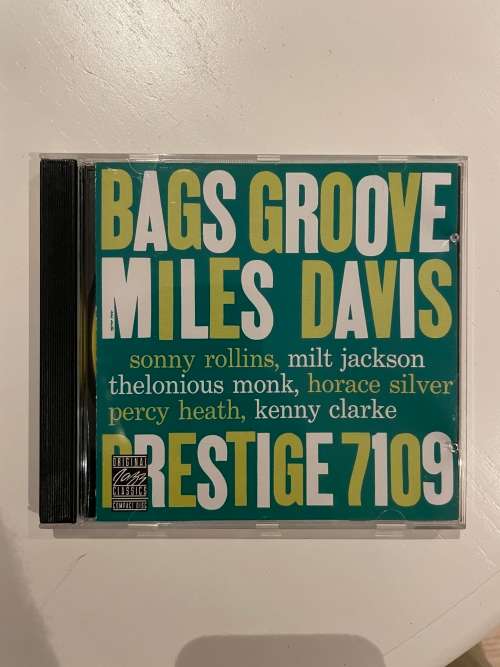 BAGS GROOVE
MILES DAVIS
sonny rollins, milt jackson
thelonious monk, horace silver
percy heath, kenny clarke
PRESTIGE 7109
ORIGINAL
Jazz
CLASSICS
COMPACT DISC